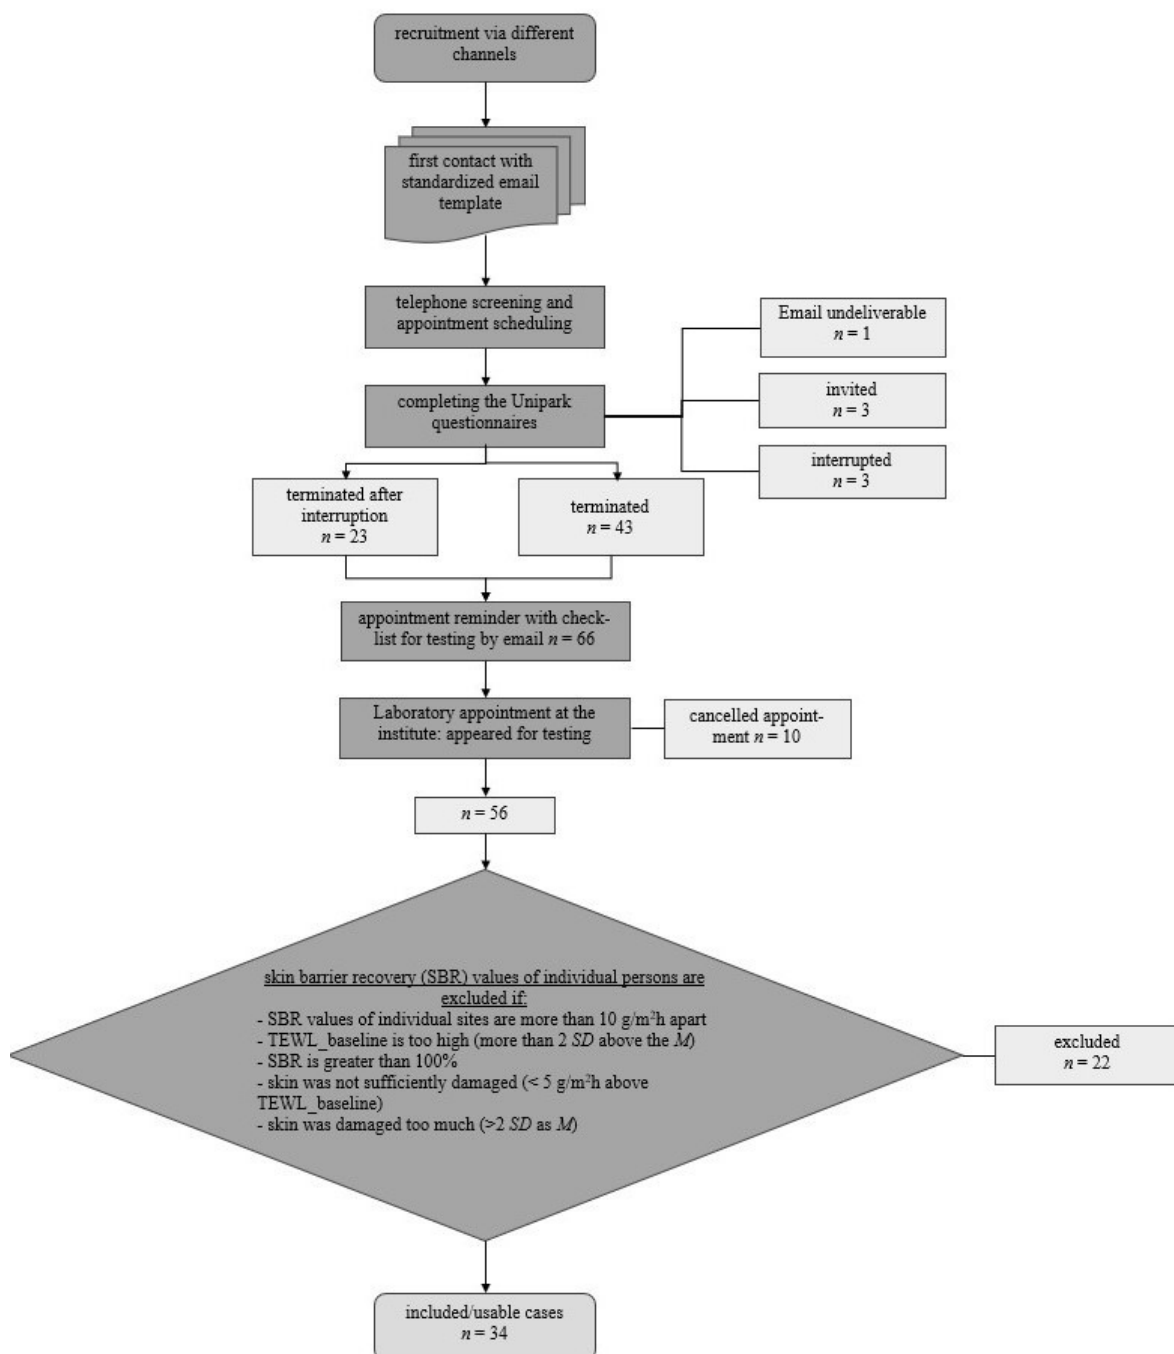 recruitment via different
channels
first contact with
standardized email
template
telephone screening and
appointment scheduling
Email undeliverable
n = 1
completing the Unipark
questionnaires
invited
n = 3
interrupted
n = 3
terminated after
interruption
n = 23
terminated
n = 43
appointment reminder with check-
list for testing by email n = 66
Laboratory appointment at the
institute: appeared for testing
cancelled appoint-
ment n = 10
n = 56
skin barrier recovery (SBR) values of individual persons are
excluded if:
- SBR values of individual sites are more than 10 g/m²h apart
- TEWL_baseline is too high (more than 2 SD above the M)
- SBR is greater than 100%
- skin was not sufficiently damaged (< 5 g/m²h above
TEWL_baseline)
- skin was damaged too much (>2 SD as M)
excluded
n = 22
included/usable cases
n = 34